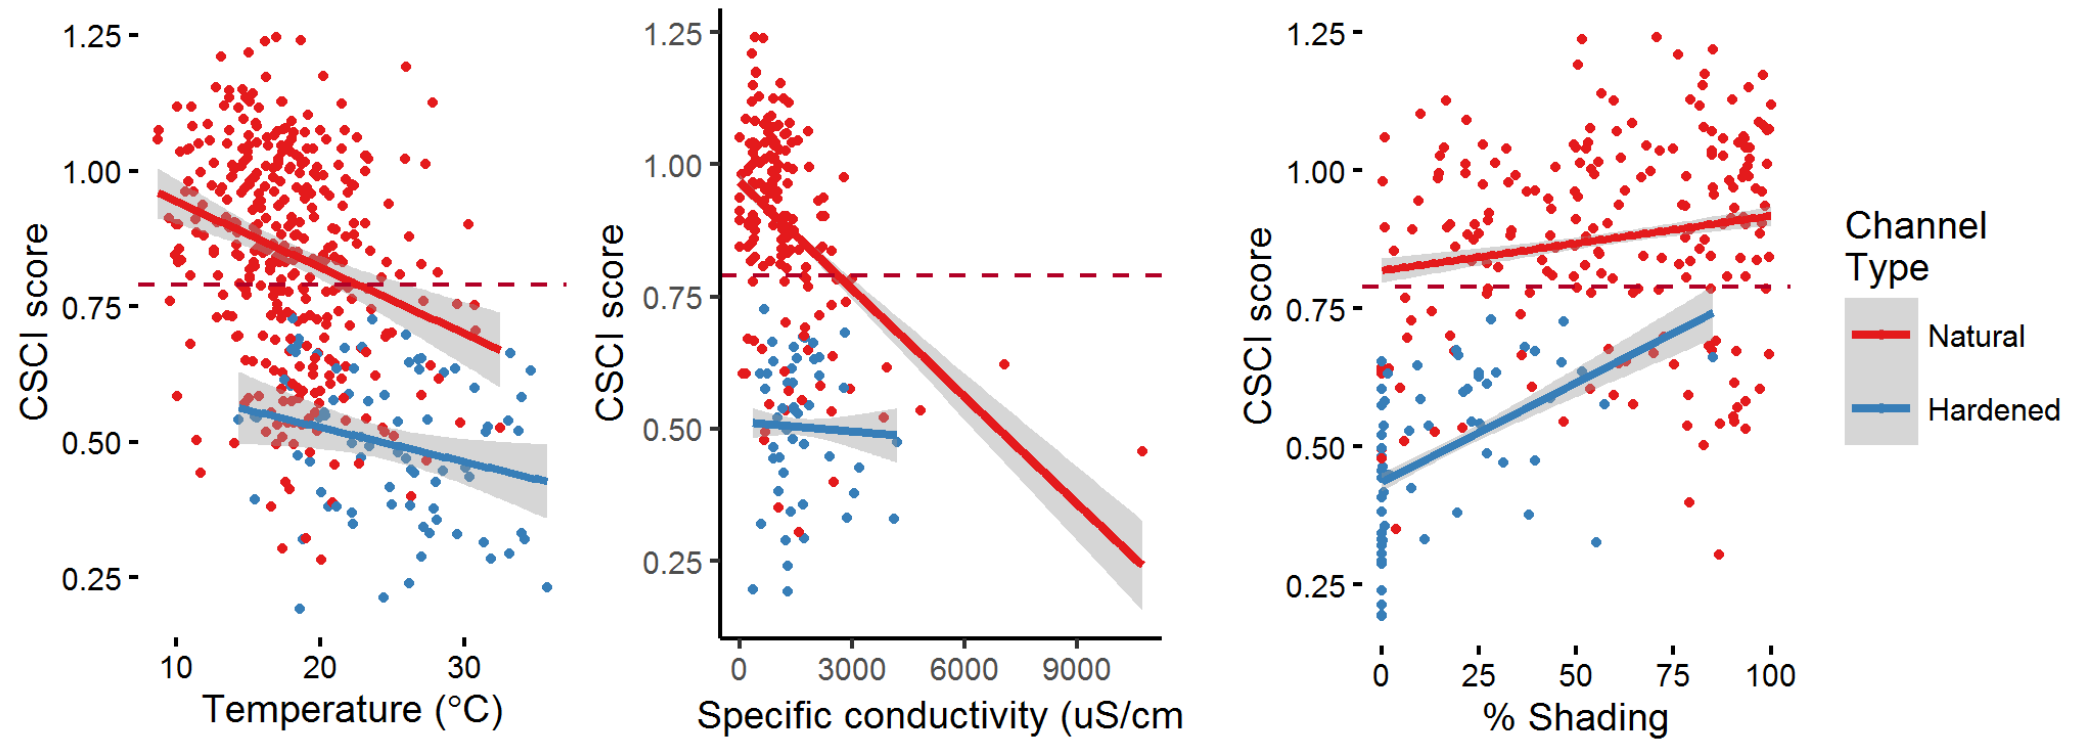 CSCI score
1.25
1.00
0.75
0.50
0.25
10
20
30
Temperature (°C)
CSCI score
1.25
1.00
0.75
0.50
0.25
0
3000
6000
9000
Specific conductivity (uS/cm
CSCI score
1.25
1.00
0.75
0.50
0.25
0
25
50
75
100
% Shading
Channel
Type
Natural
Hardened